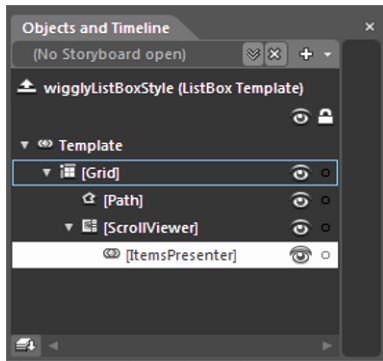 Objects and Timeline
(No Storyboard open)
wigglyListBoxStyle (ListBox Template)
Template
[Grid]
[Path]
[ScrollViewer]
[ItemsPresenter]